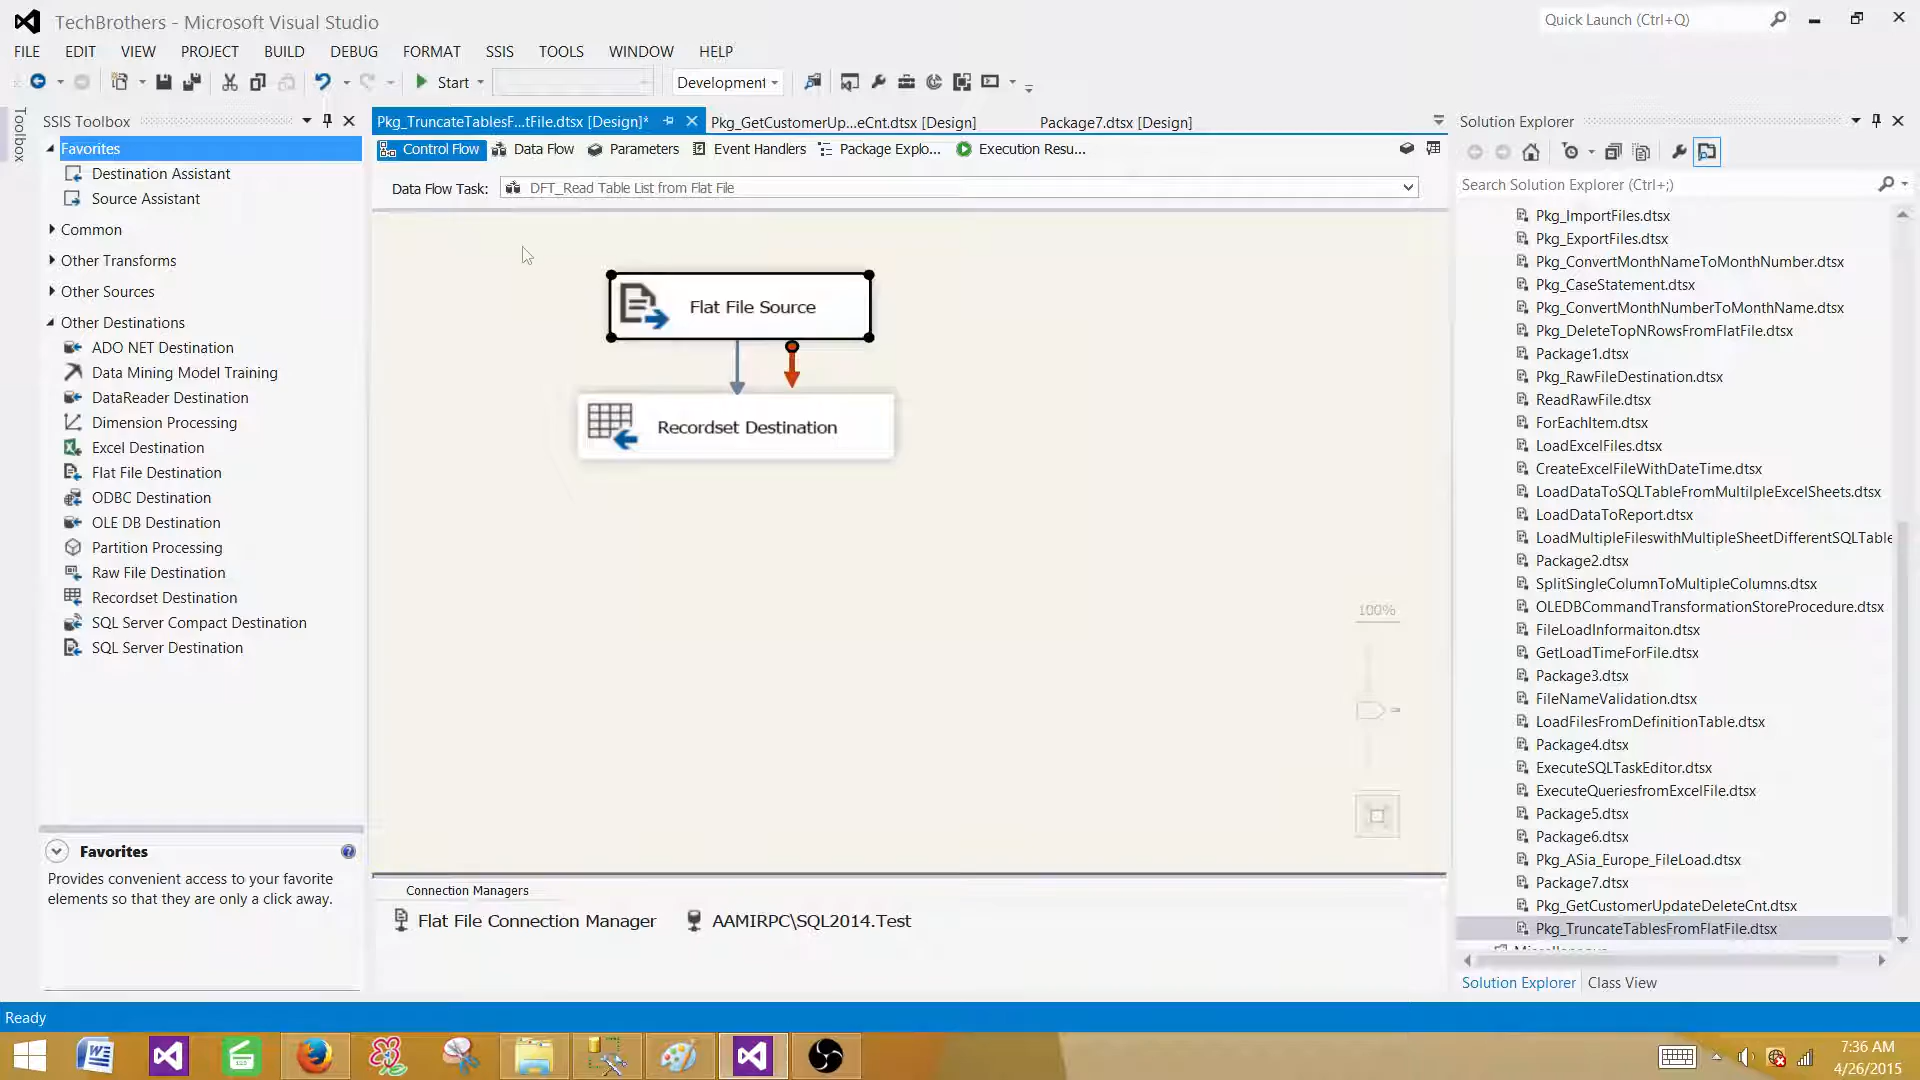 TechBrothers - Microsoft Visual Studio
Quick Launch (Ctrl+Q)
FILE EDIT VIEW PROJECT BUILD DEBUG FORMAT SSIS TOOLS WINDOW HELP
Start Development
Toolbox
SSIS Toolbox
Favorites
Destination Assistant
Source Assistant
Common
Other Transforms
Other Sources
Other Destinations
ADO NET Destination
Data Mining Model Training
DataReader Destination
Dimension Processing
Excel Destination
Flat File Destination
ODBC Destination
OLE DB Destination
Partition Processing
Raw File Destination
Recordset Destination
SQL Server Compact Destination
SQL Server Destination
Favorites
Provides convenient access to your favorite
elements so that they are only a click away.
Pkg_TruncateTablesF...tFile.dtsx [Design]* Pkg_GetCustomerUp...eCnt.dtsx [Design] Package7.dtsx [Design]
Control Flow Data Flow Parameters Event Handlers Package Explo... Execution Resu...
Data Flow Task: DFT_Read Table List from Flat File
Flat File Source
Recordset Destination
100%
Connection Managers
Flat File Connection Manager AAMIRPC\SQL2014.Test
Solution Explorer
Search Solution Explorer (Ctrl+;)
Pkg_ImportFiles.dtsx
Pkg_ExportFiles.dtsx
Pkg_ConvertMonthNameToMonthNumber.dtsx
Pkg_CaseStatement.dtsx
Pkg_ConvertMonthNumberToMonthName.dtsx
Pkg_DeleteTopNRowsFromFlatFile.dtsx
Package1.dtsx
Pkg_RawFileDestination.dtsx
ReadRawFile.dtsx
ForEachItem.dtsx
LoadExcelFiles.dtsx
CreateExcelFileWithDateTime.dtsx
LoadDataToSQLTableFromMultilpleExcelSheets.dtsx
LoadDataToReport.dtsx
LoadMultipleFileswithMultipleSheetDifferentSQLTable
Package2.dtsx
SplitSingleColumnToMultipleColumns.dtsx
OLEDBCommandTransformationStoreProcedure.dtsx
FileLoadInformaiton.dtsx
GetLoadTimeForFile.dtsx
Package3.dtsx
FileNameValidation.dtsx
LoadFilesFromDefinitionTable.dtsx
Package4.dtsx
ExecuteSQLTaskEditor.dtsx
ExecuteQueriesfromExcelFile.dtsx
Package5.dtsx
Package6.dtsx
Pkg_ASia_Europe_FileLoad.dtsx
Package7.dtsx
Pkg_GetCustomerUpdateDeleteCnt.dtsx
Pkg_TruncateTablesFromFlatFile.dtsx
Solution Explorer Class View
Ready
7:36 AM
4/26/2015